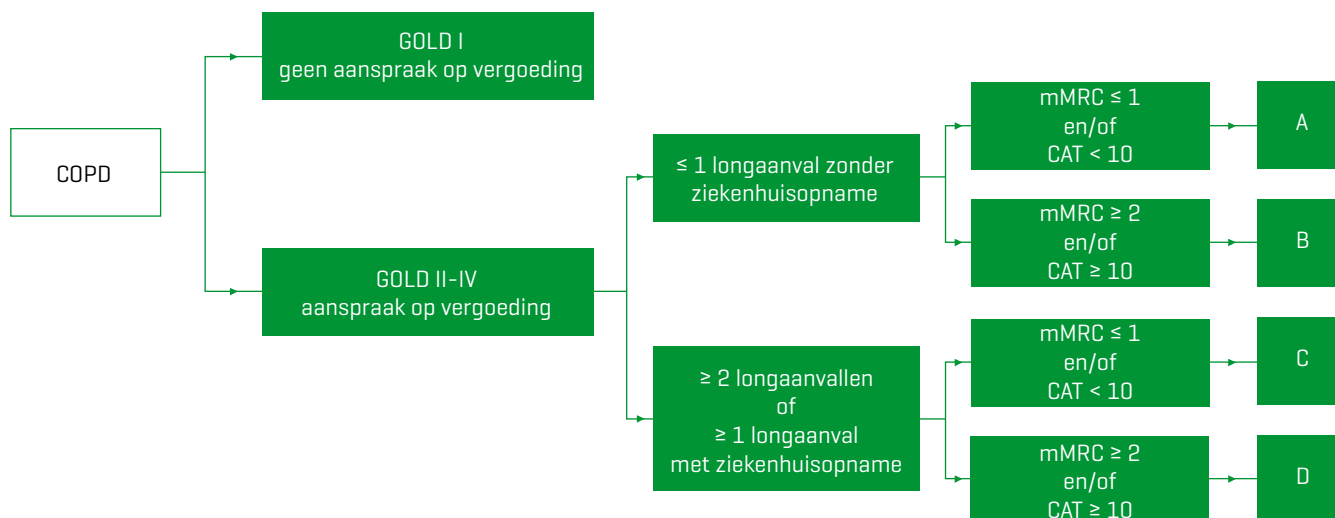 COPD
GOLD I
geen aanspraak op vergoeding
GOLD II-IV
aanspraak op vergoeding
≤ 1 longaanval zonder
ziekenhuisopname
≥ 2 longaanvallen
of
≥ 1 longaanval
met ziekenhuisopname
mMRC ≤ 1
en/of
CAT < 10
A
mMRC ≥ 2
en/of
CAT ≥ 10
B
mMRC ≤ 1
en/of
CAT < 10
C
mMRC ≥ 2
en/of
CAT ≥ 10
D